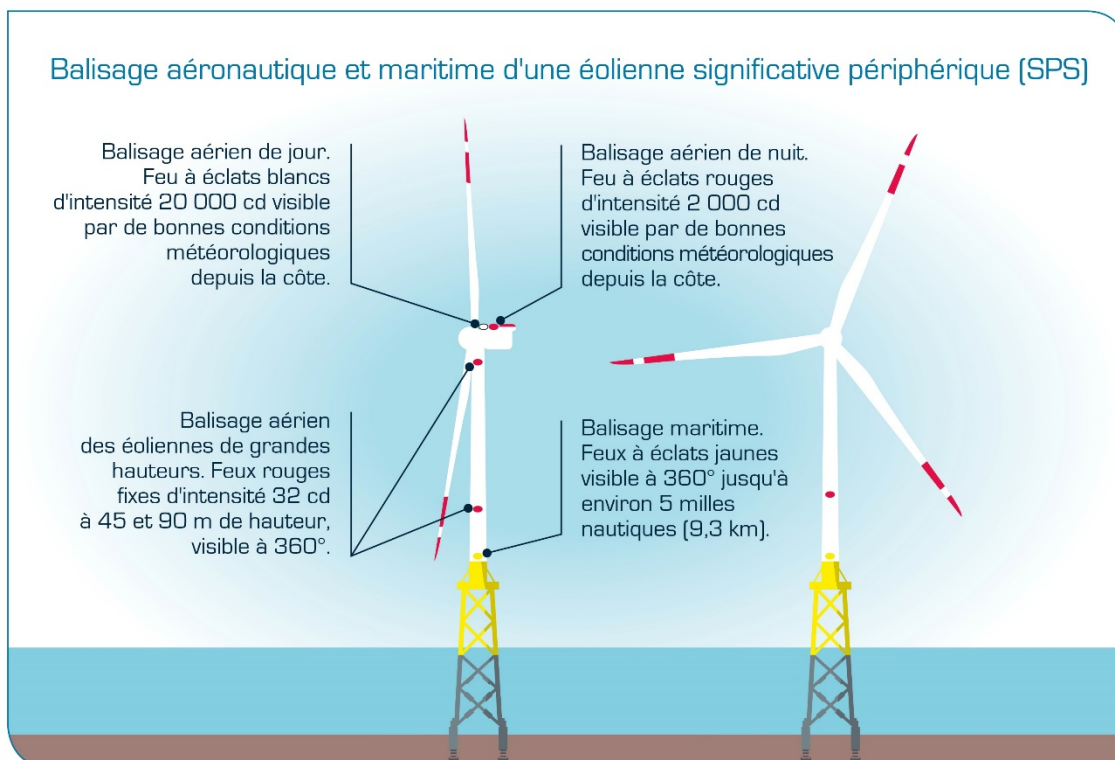 Balisage aéronautique et maritime d'une éolienne significative périphérique (SPS)
Balisage aérien de jour.
Feu à éclats blancs
d'intensité 20 000 cd visible
par de bonnes conditions
météorologiques
depuis la côte.
Balisage aérien de nuit.
Feu à éclats rouges
d'intensité 2 000 cd
visible par de bonnes
conditions météorologiques
depuis la côte.
Balisage aérien
des éoliennes de grandes
hauteurs. Feux rouges
fixes d'intensité 32 cd
à 45 et 90 m de hauteur,
visible à 360°.
Balisage maritime.
Feux à éclats jaunes
visible à 360° jusqu'à
environ 5 milles
nautiques (9,3 km).